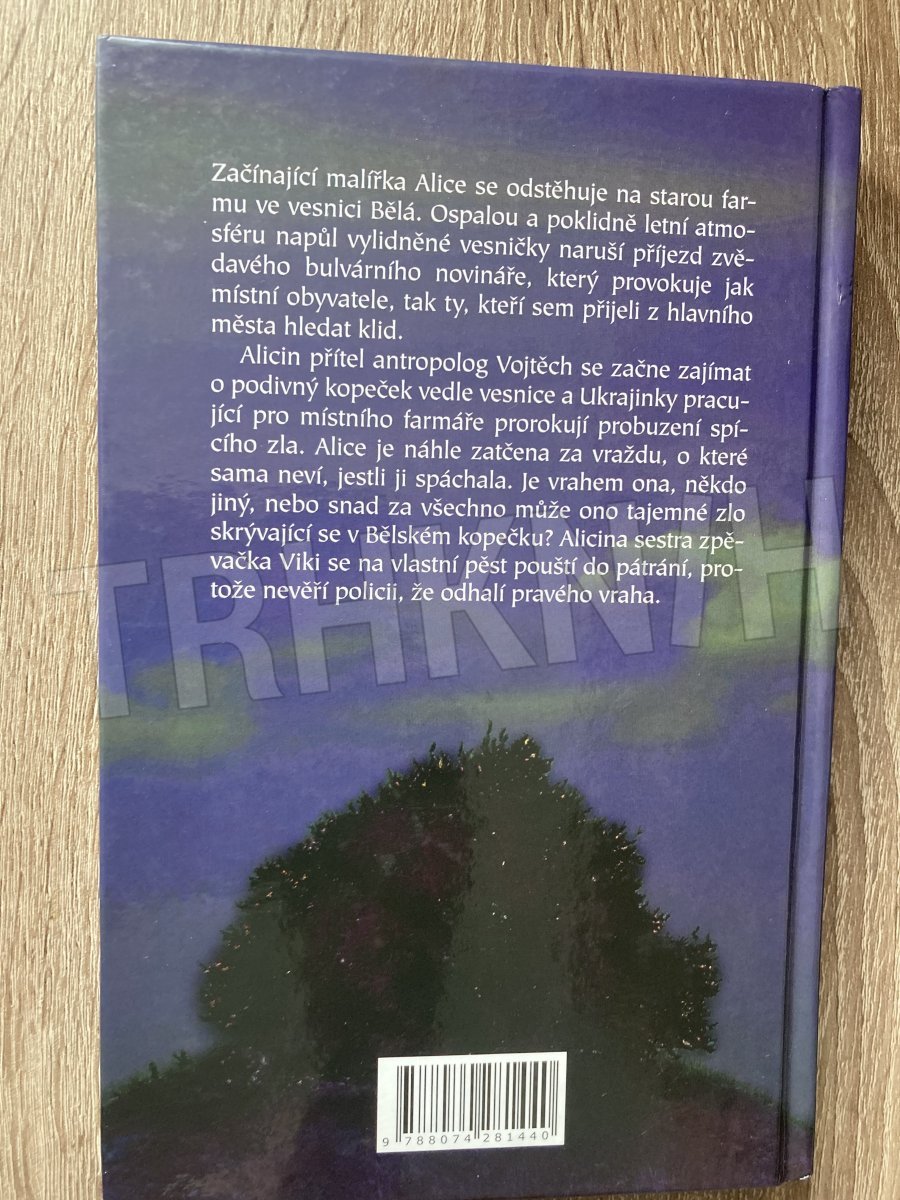 Začínající malířka Alice se odstěhuje na starou far-
mu ve vesnici Bělá. Ospalou a poklidně letní atmo-
sféru napůl vylidněné vesničky naruší příjezd zvě-
davého bulvárního novináře, který provokuje jak
místní obyvatele, tak ty, kteří sem přijeli z hlavního
města hledat klid.
Alicin přítel antropolog Vojtěch se začne zajímat
o podivný kopeček vedle vesnice a Ukrajinky pracu-
jící pro místního farmáře prorokují probuzení spí-
cího zla. Alice je náhle zatčena za vraždu, o které
sama neví, jestli ji spáchala. Je vrahem ona, někdo
jiný, nebo snad za všechno může ono tajemné zlo
skrývající se v Bělském kopečku? Alicina sestra zpě-
vačka Viki se na vlastní pěst pouští do pátrání, pro-
tože nevěří policii, že odhalí pravého vraha.
TRHKNIH
9 788074 281440